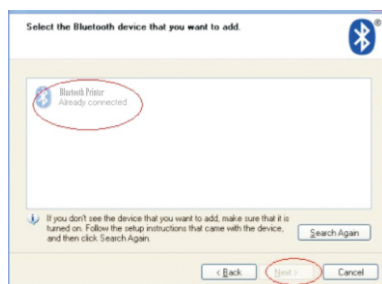 Select the Bluetooth device that you want to add.
®
Bluetooth Printer
Already connected
If you don't see the device that you want to add, make sure that it is
turned on. Follow the setup instructions that came with the device,
and then click Search Again.
Search Again
< Back
Next >
Cancel